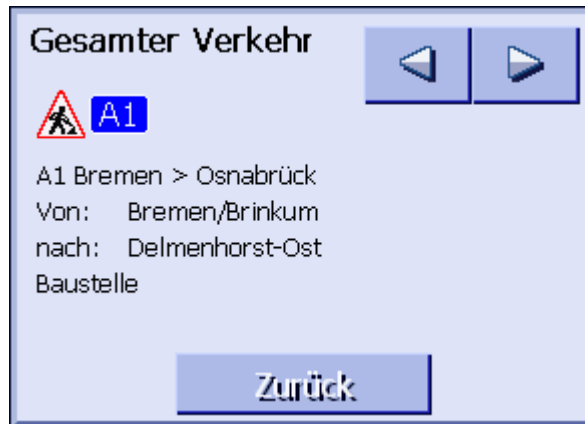 Gesamter Verkehr
A1
A1 Bremen > Osnabrück
Von: Bremen/Brinkum
nach: Delmenhorst-Ost
Baustelle
Zurück